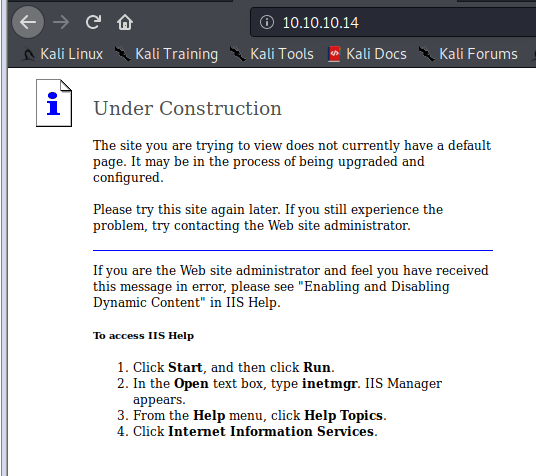 10.10.10.14
Kali Linux Kali Training Kali Tools Kali Docs Kali Forums
Under Construction
The site you are trying to view does not currently have a default
page. It may be in the process of being upgraded and
configured.
Please try this site again later. If you still experience the
problem, try contacting the Web site administrator.
If you are the Web site administrator and feel you have received
this message in error, please see "Enabling and Disabling
Dynamic Content" in IIS Help.
To access IIS Help
1. Click Start, and then click Run.
2. In the Open text box, type inetmgr. IIS Manager
appears.
3. From the Help menu, click Help Topics.
4. Click Internet Information Services.